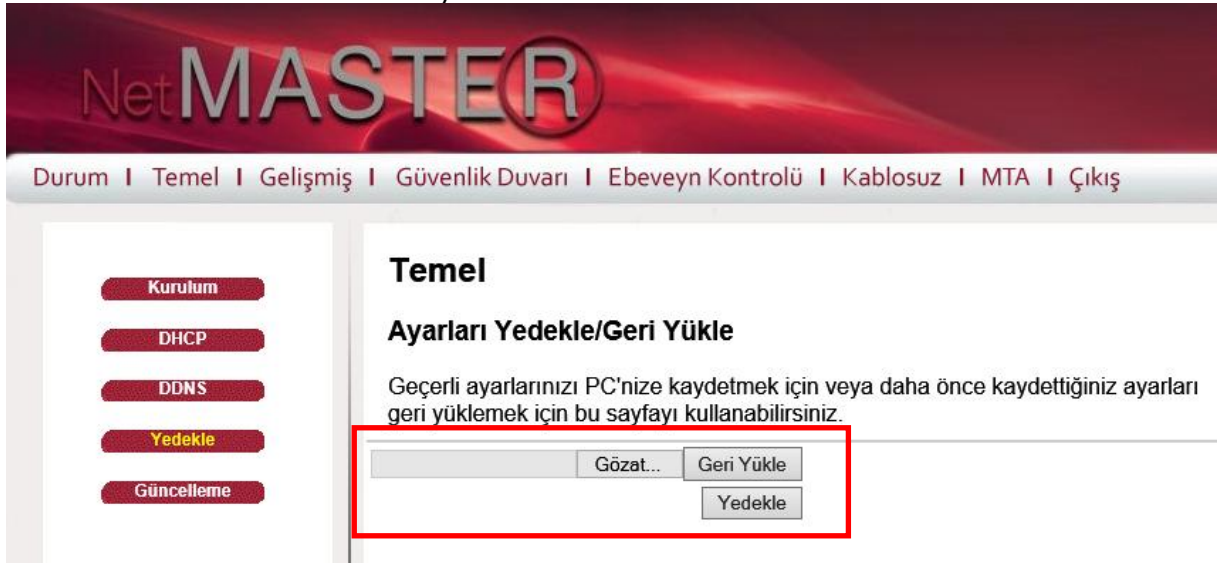 NetMASTER
Durum I Temel I Gelişmiş I Güvenlik Duvarı I Ebeveyn Kontrolü I Kablosuz I MTA I Çıkış
Kurulum
DHCP
DDNS
Yedekle
Güncelleme
Temel
Ayarları Yedekle/Geri Yükle
Geçerli ayarlarınızı PC'nize kaydetmek için veya daha önce kaydettiğiniz ayarları
geri yüklemek için bu sayfayı kullanabilirsiniz.
Gözat... Geri Yükle
Yedekle